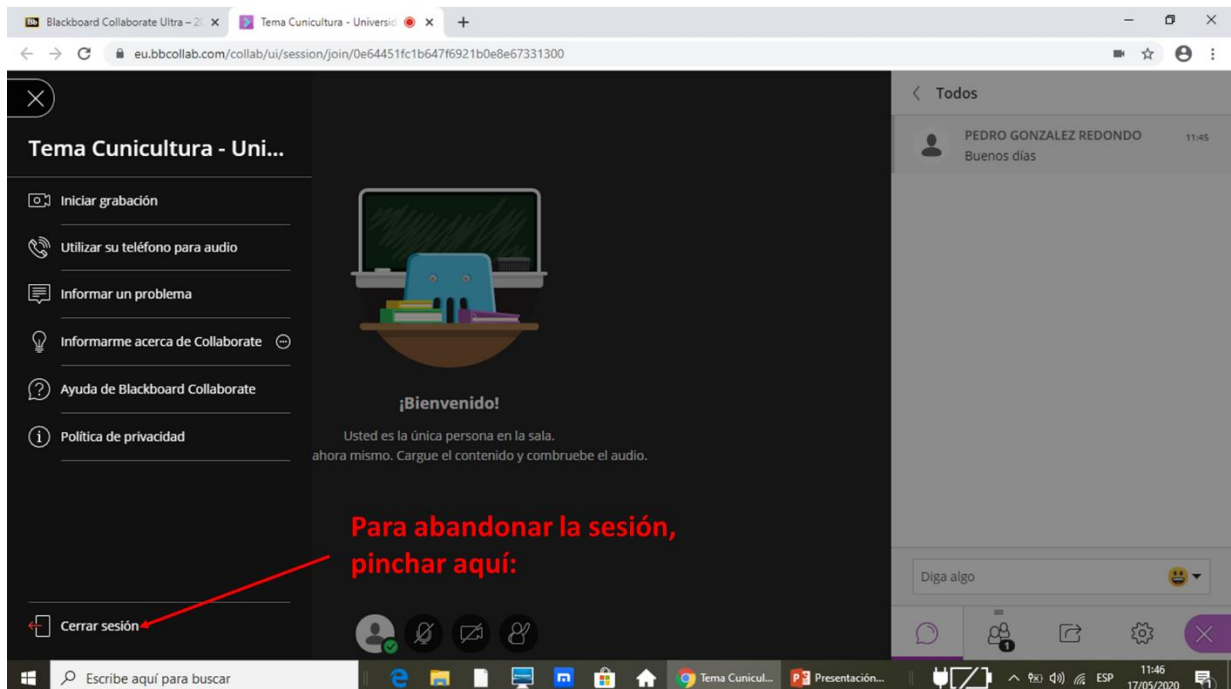 Blackboard Collaborate Ultra – 20
Tema Cunicultura - Universid
eu.bbcollab.com/collab/ui/session/join/0e64451fc1b647f6921b0e8e67331300
Tema Cunicultura - Uni...
Iniciar grabación
Utilizar su teléfono para audio
Informar un problema
Informarme acerca de Collaborate
Ayuda de Blackboard Collaborate
Política de privacidad
Cerrar sesión
¡Bienvenido!
Usted es la única persona en la sala.
ahora mismo. Cargue el contenido y combruebe el audio.
Para abandonar la sesión,
pinchar aquí:
Todos
PEDRO GONZALEZ REDONDO 11:45
Buenos días
Diga algo
1
Escribe aquí para buscar
Tema Cunicul...
Presentación...
ESP
11:46
17/05/2020